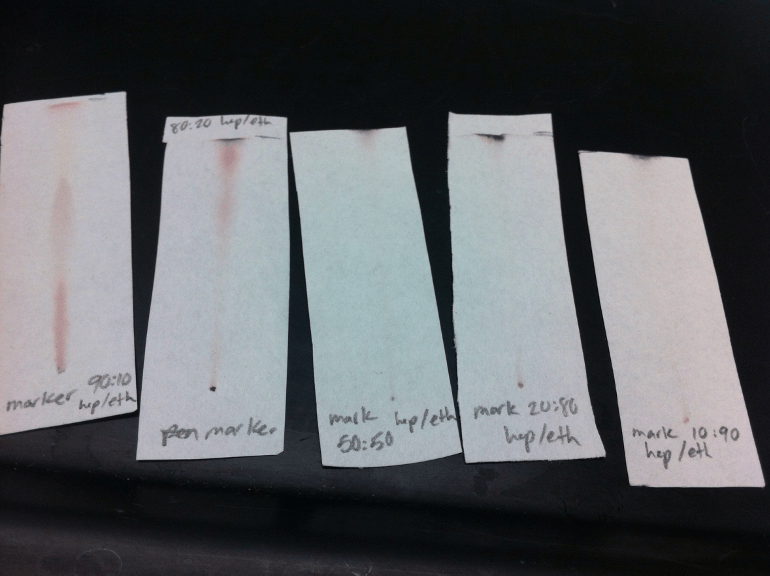 marker 90:10
hep/eth
80:20 hep/eth
pen marker
mark hep/eth
50:50
mark 20:80
hep/eth
mark 10:90
hep/eth